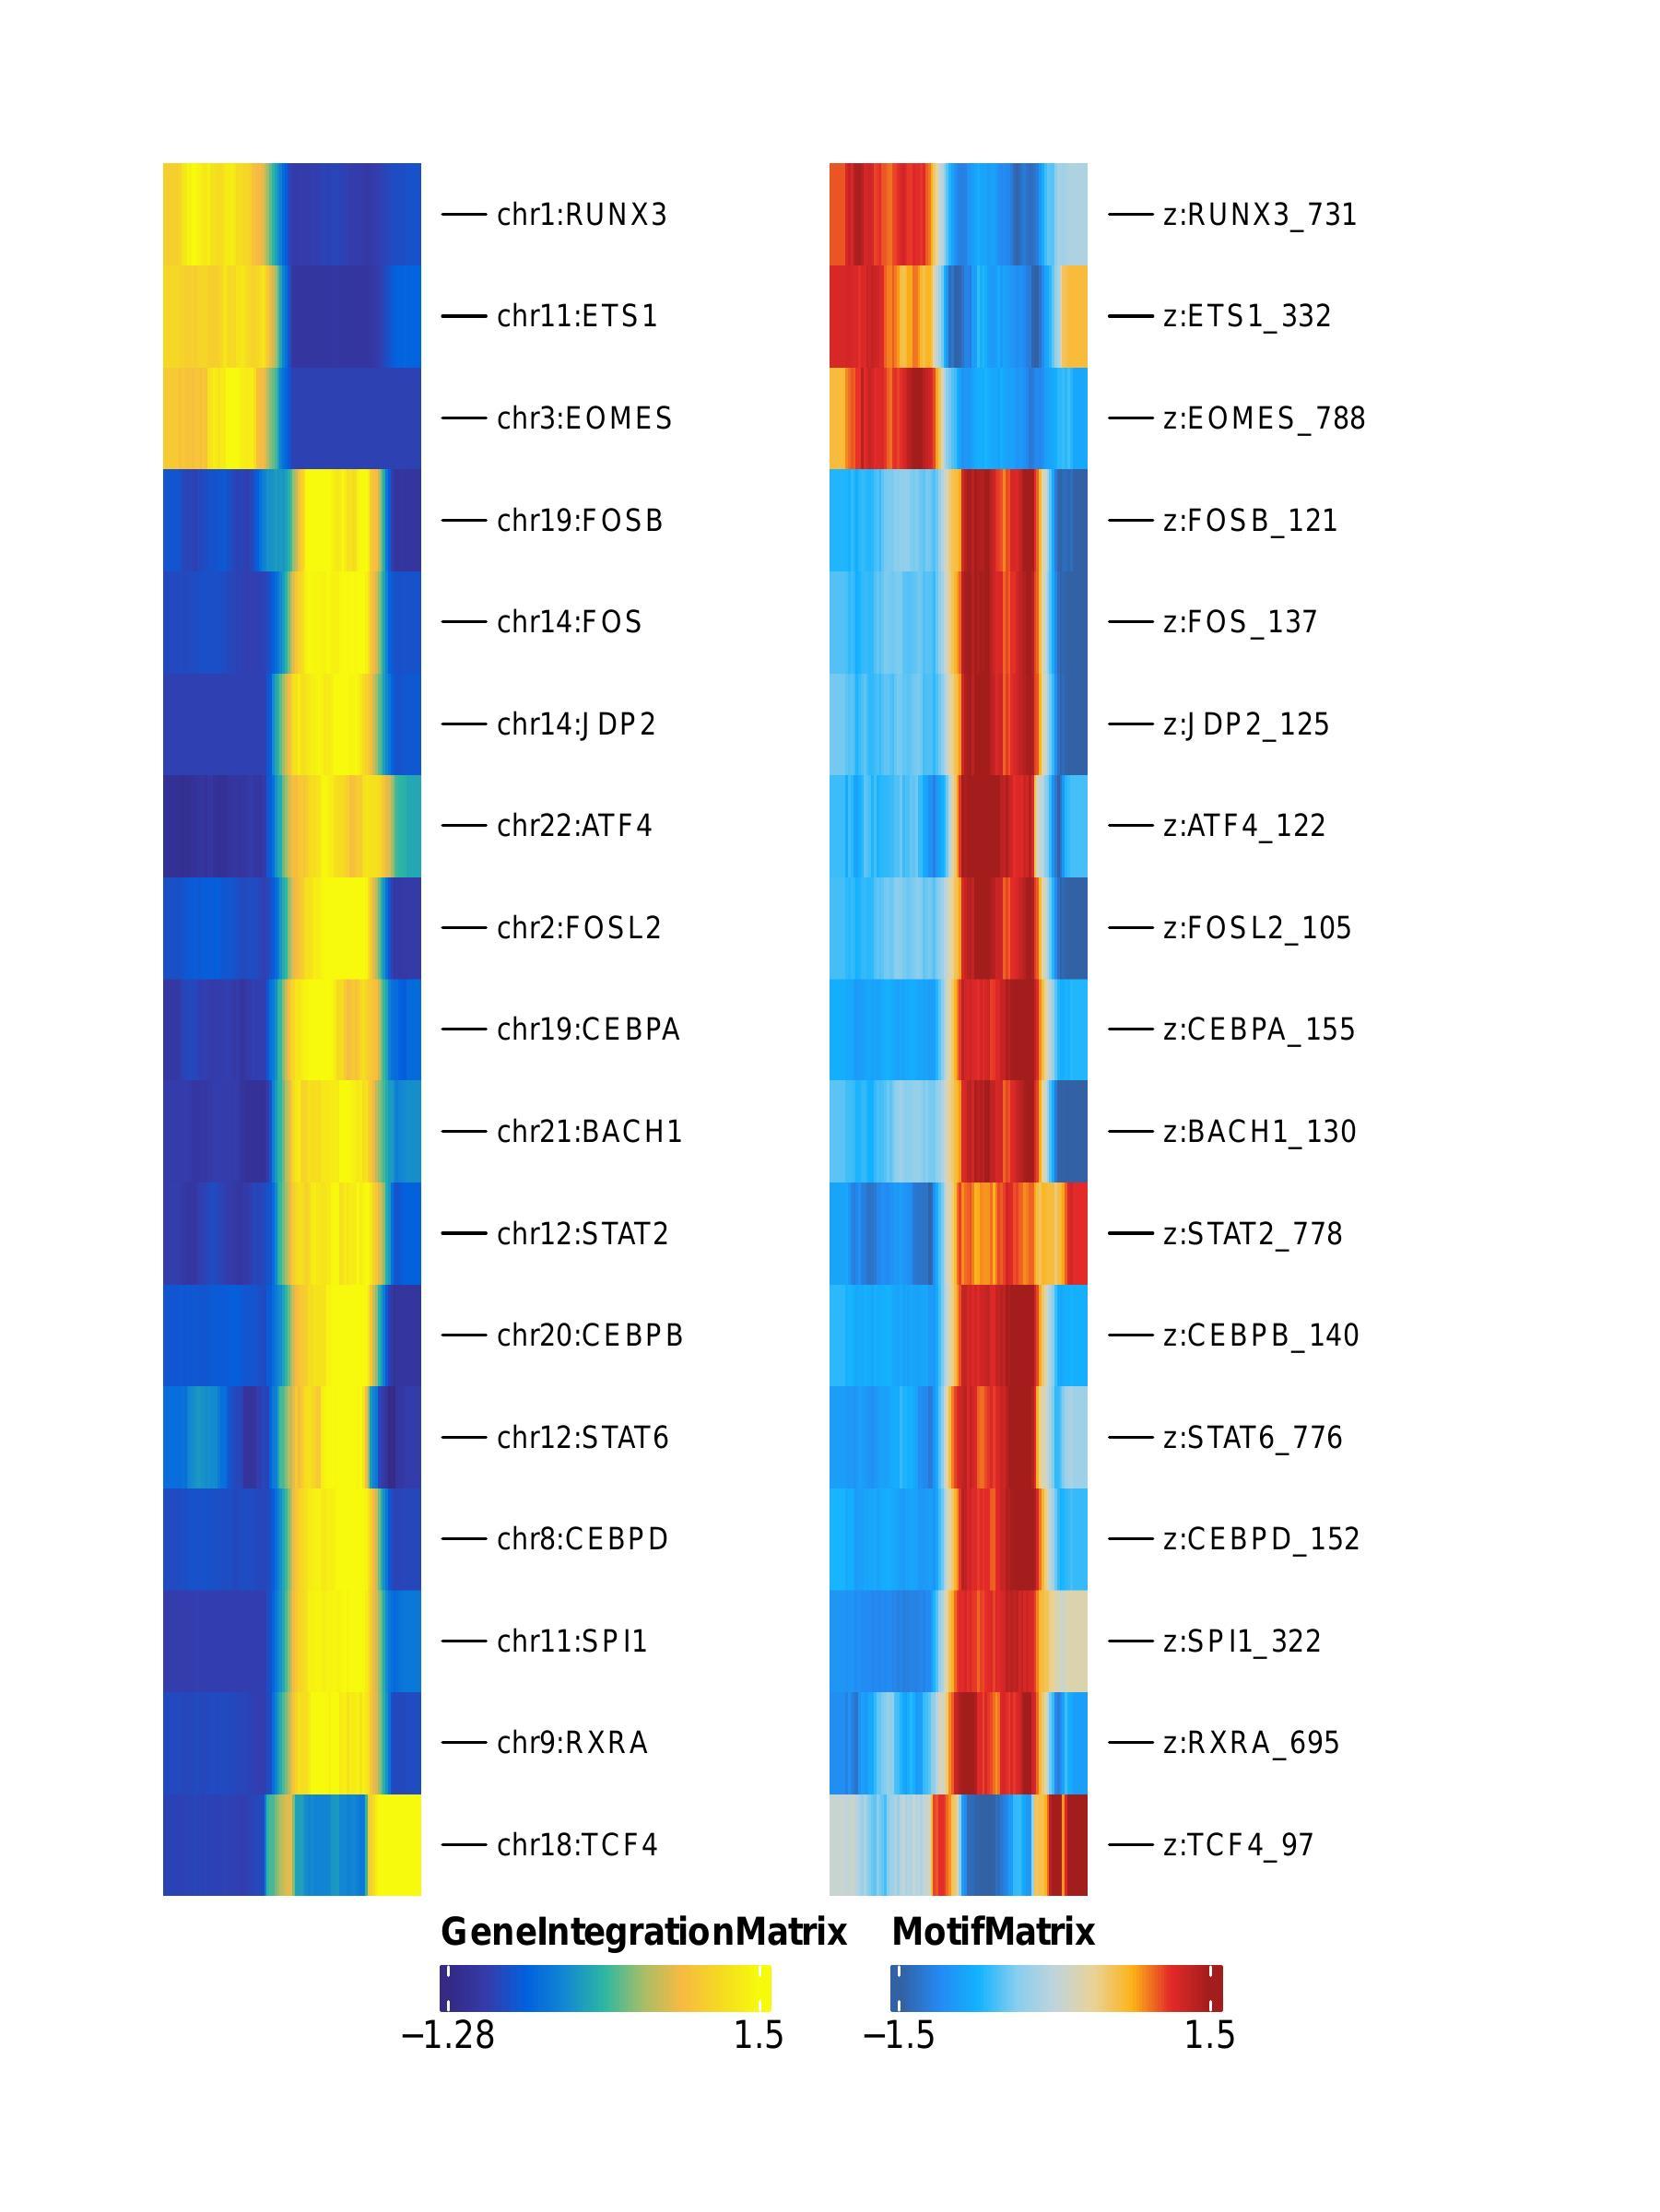 chr1:RUNX3 z:RUNX3_731
chr11:ETS1 z:ETS1_332
chr3:EOMES z:EOMES_788
chr19:FOSB z:FOSB_121
chr14:FOS z:FOS_137
chr14:JDP2 z:JDP2_125
chr22:ATF4 z:ATF4_122
chr2:FOSL2 z:FOSL2_105
chr19:CEBPA z:CEBPA_155
chr21:BACH1 z:BACH1_130
chr12:STAT2 z:STAT2_778
chr20:CEBPB z:CEBPB_140
chr12:STAT6 z:STAT6_776
chr8:CEBPD z:CEBPD_152
chr11:SPI1 z:SPI1_322
chr9:RXRA z:RXRA_695
chr18:TCF4 z:TCF4_97
GeneIntegrationMatrix MotifMatrix
−1.28 1.5 −1.5 1.5